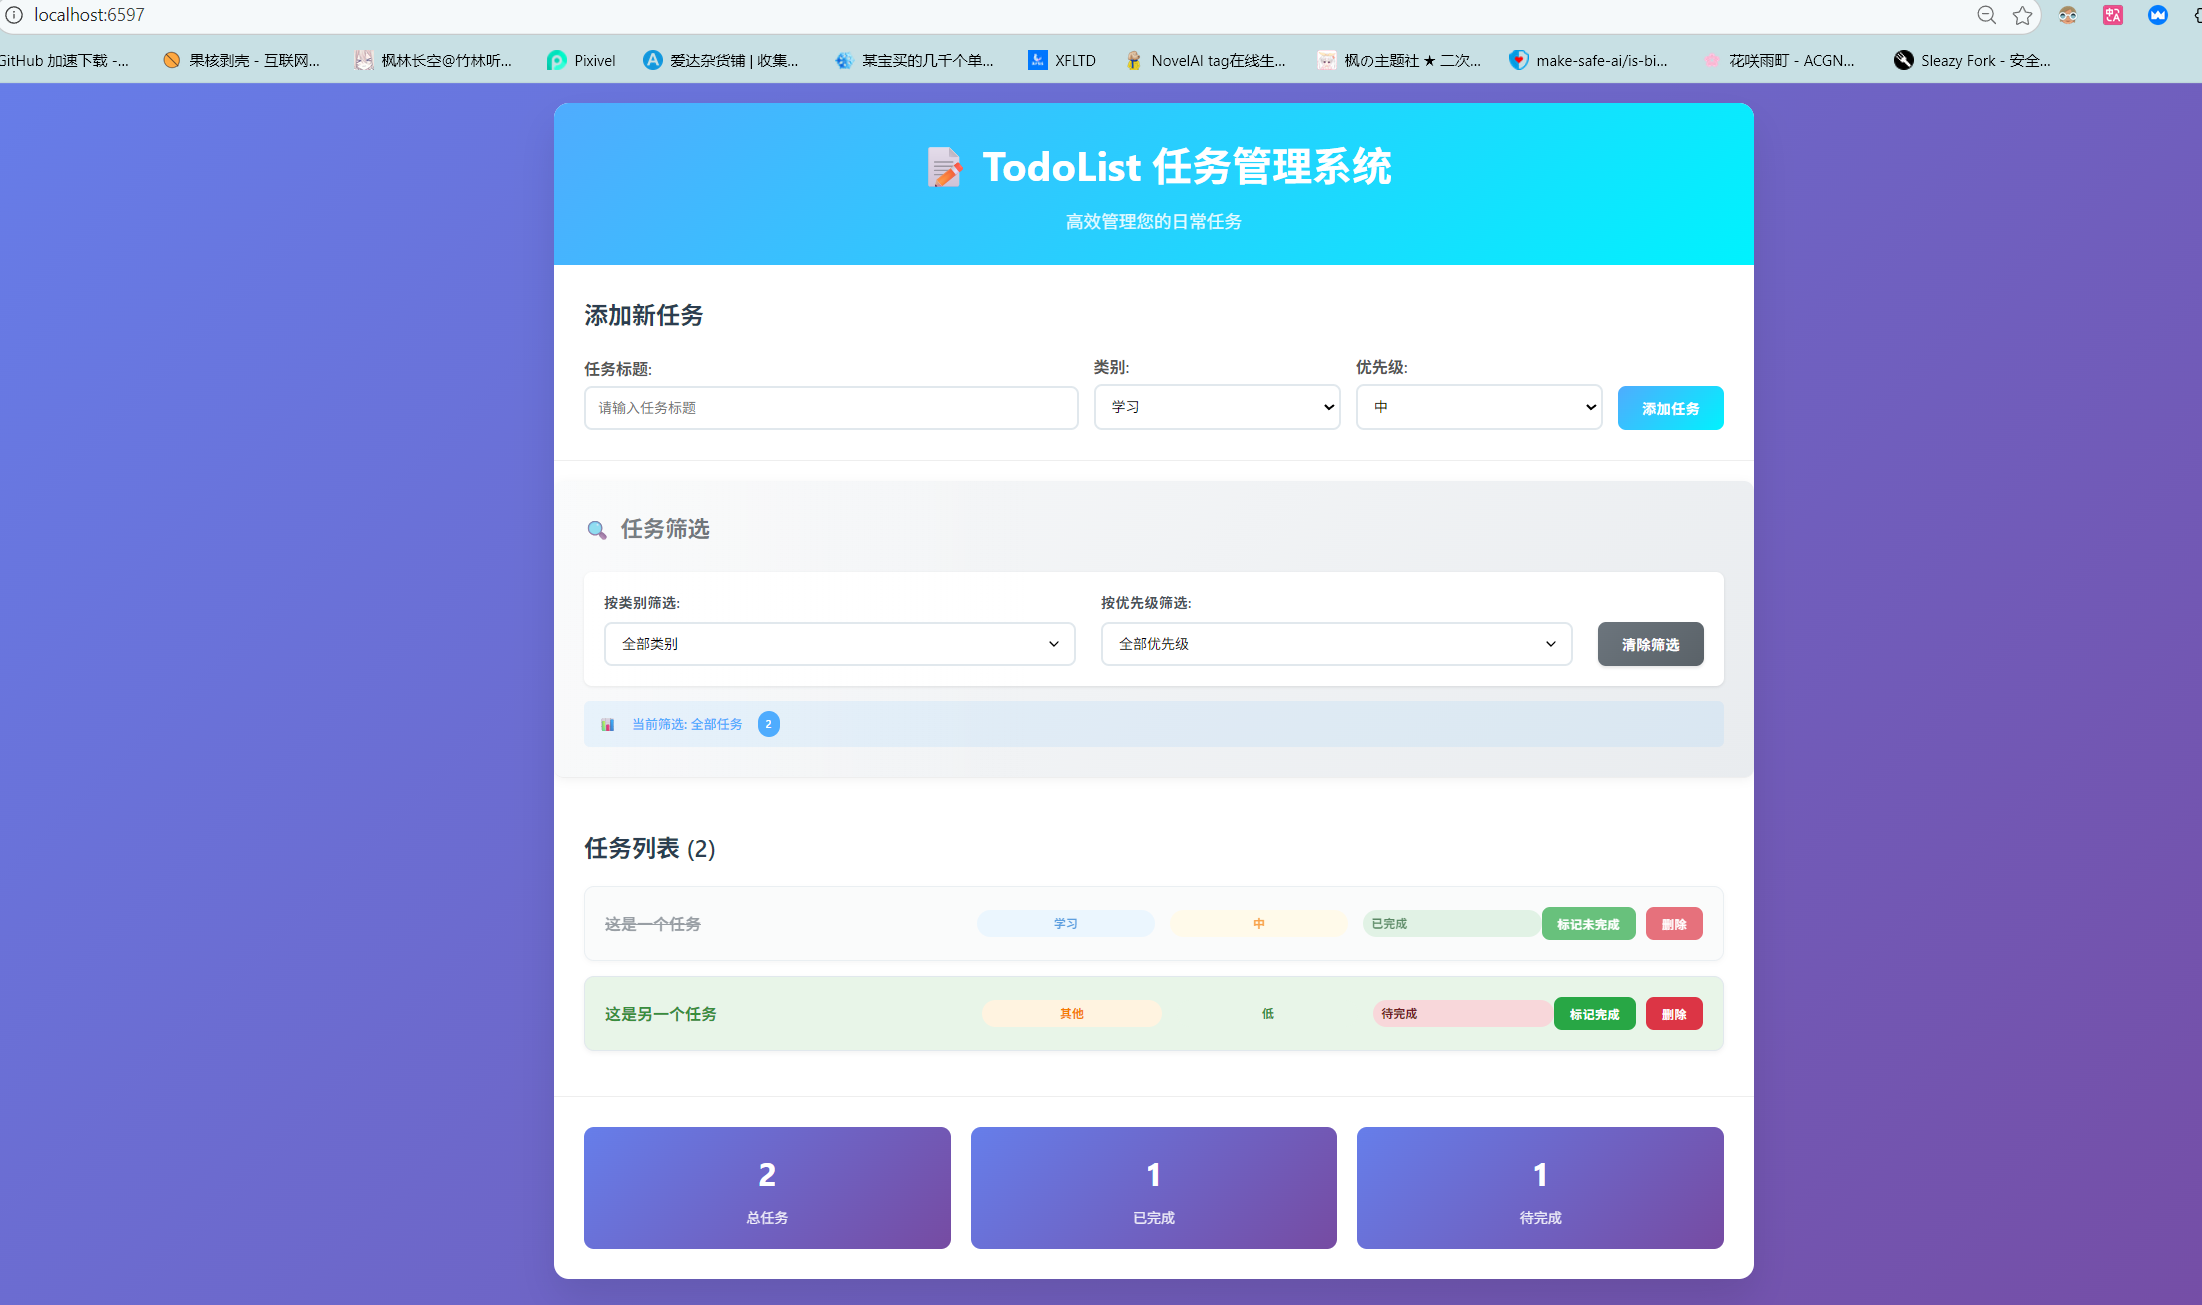 localhost:6597
GitHub 加速下载 -...
果核剥壳 - 互联网...
枫林长空@竹林听...
Pixivel
爱达杂货铺 | 收集...
某宝买的几千个单...
XFLTD
NovelAI tag在线生...
枫の主题社 ★ 二次...
make-safe-ai/is-bi...
花咲雨町 - ACGN...
Sleazy Fork - 安全...
TodoList 任务管理系统
高效管理您的日常任务
添加新任务
任务标题:
类别:
优先级:
请输入任务标题
学习
中
添加任务
任务筛选
按类别筛选:
按优先级筛选:
全部类别
全部优先级
清除筛选
当前筛选: 全部任务 2
任务列表 (2)
这是一个任务
学习
中
已完成
标记未完成
删除
这是另一个任务
其他
低
待完成
标记完成
删除
2
总任务
1
已完成
1
待完成